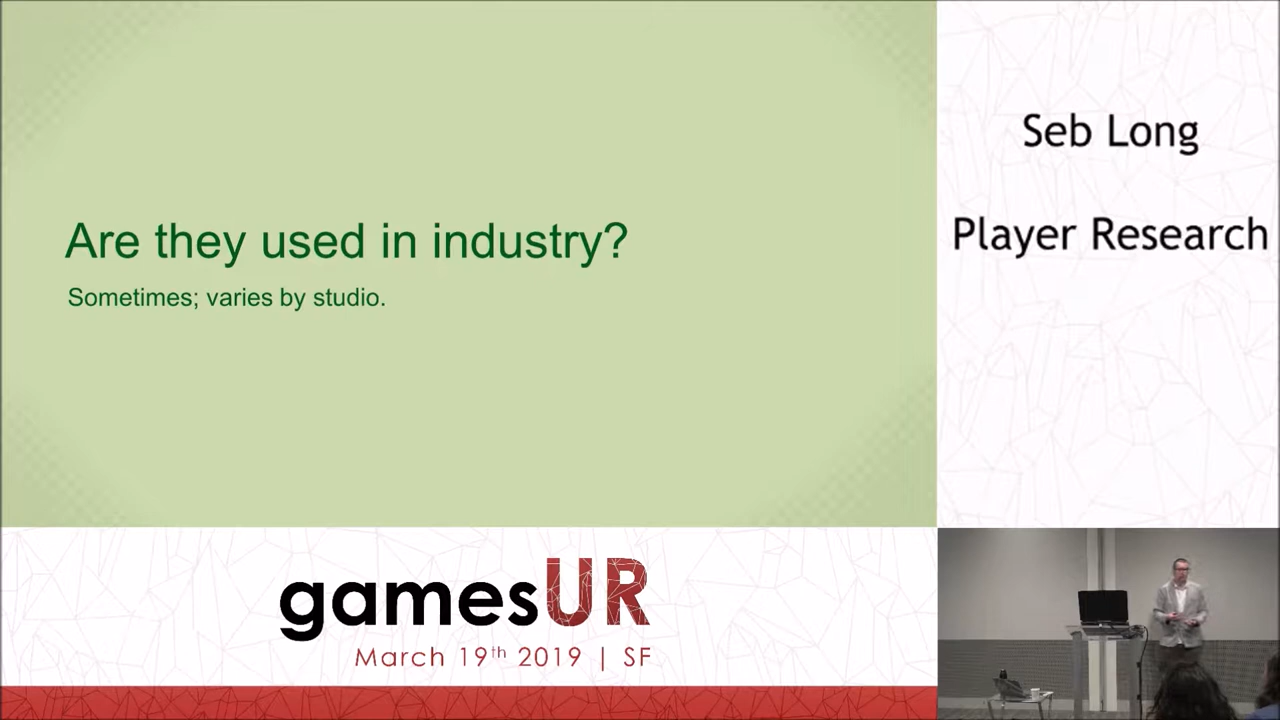 Are they used in industry?
Sometimes; varies by studio.
Seb Long
Player Research
gamesUR
March 19th 2019 | SF